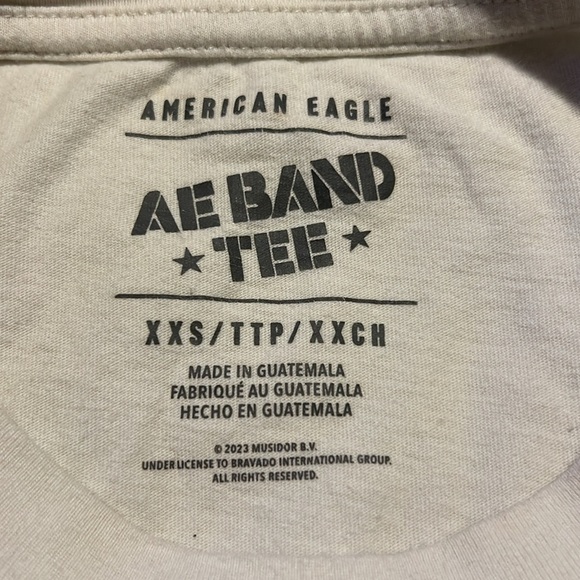 AMERICAN EAGLE
AE BAND
★ TEE ★
XXS/TTP/XXCH
MADE IN GUATEMALA
FABRIQUÉ AU GUATEMALA
HECHO EN GUATEMALA
© 2023 MUSIDOR B.V.
UNDER LICENSE TO BRAVADO INTERNATIONAL GROUP.
ALL RIGHTS RESERVED.